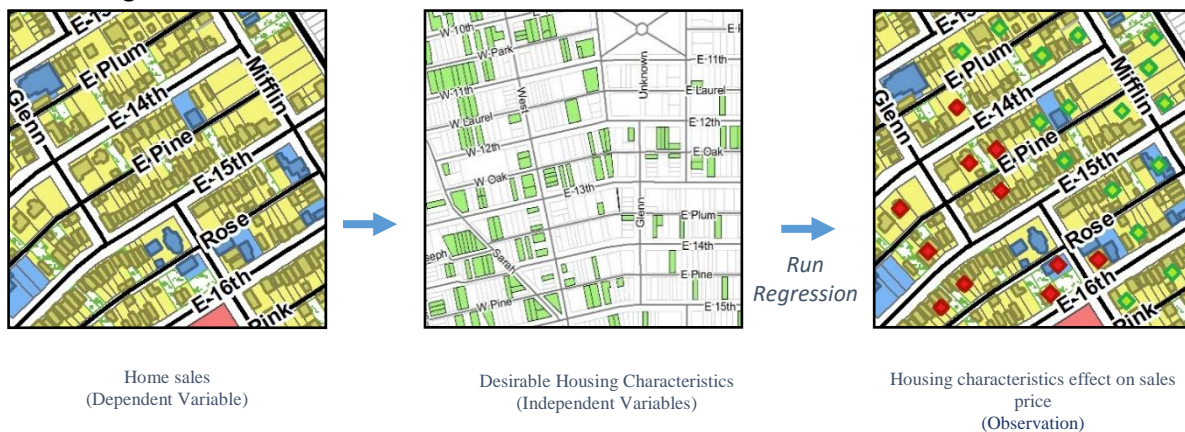 E-15th
E Plum
E-14th
E Pine
E-15th
Rose
E-16th
Pink
Glenn
Mifflin
W 10th
W Park
W 11th
W Laurel
W 12th
W Oak
E 13th
West
Unknown
E 11th
E Laurel
E 12th
E Oak
Glenn
E Plum
E 14th
Sarah
E Pine
W Pine
E 15th
Run
Regression
E Plum
E-14th
E Pine
E-15th
Rose
E-16th
Pink
Glenn
Mifflin
Home sales
(Dependent Variable)
Desirable Housing Characteristics
(Independent Variables)
Housing characteristics effect on sales
price
(Observation)